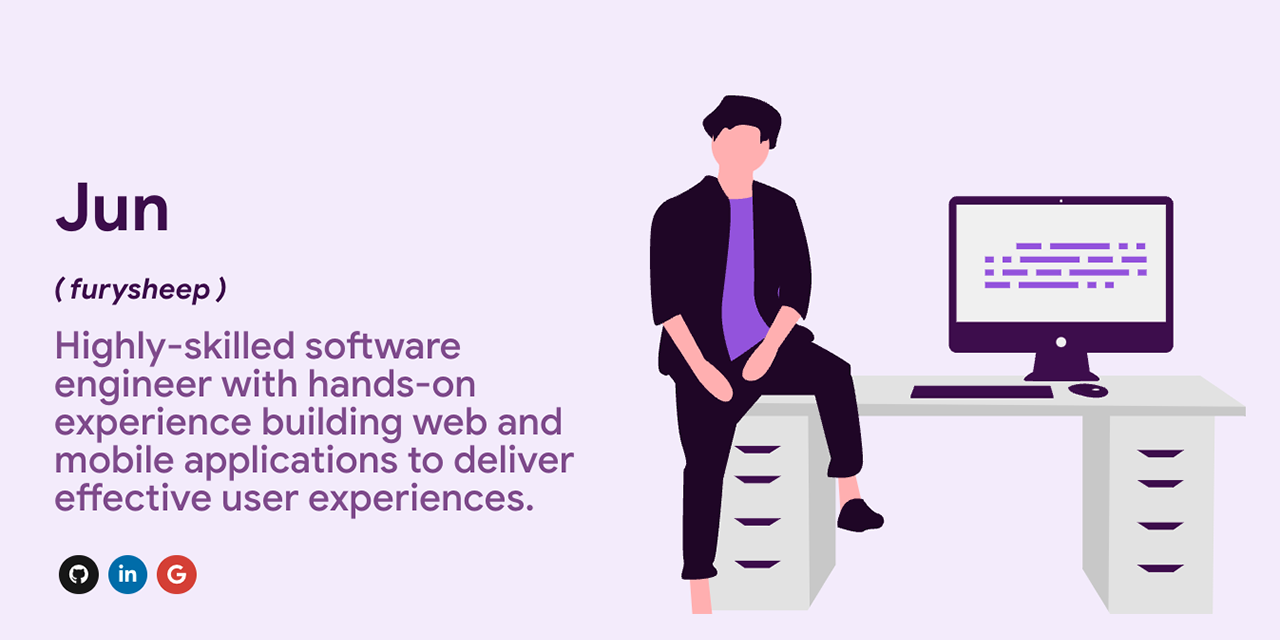 Jun
( furysheep )
Highly-skilled software
engineer with hands-on
experience building web and
mobile applications to deliver
effective user experiences.
in
G